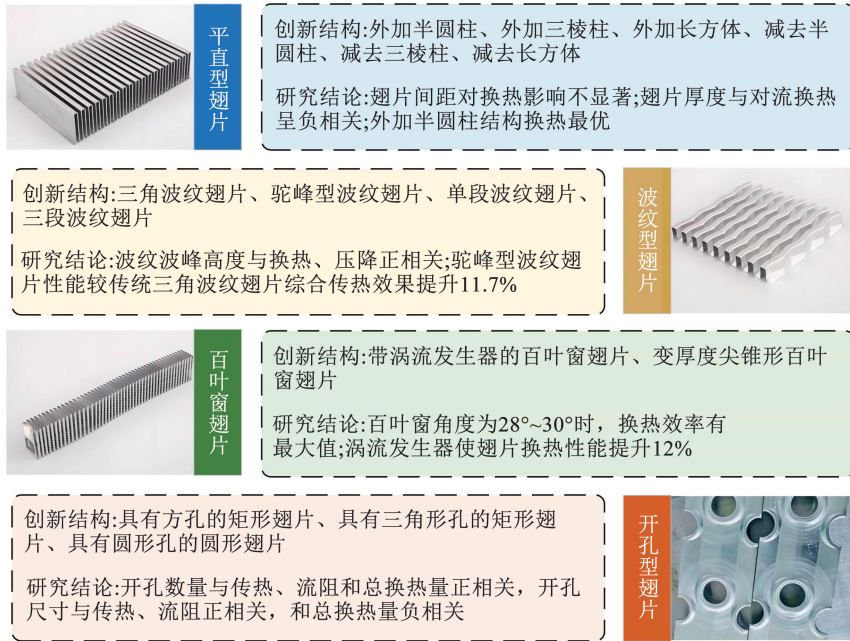 平直型翅片
创新结构:外加半圆柱、外加三棱柱、外加长方体、减去半
圆柱、减去三棱柱、减去长方体
研究结论:翅片间距对换热影响不显著;翅片厚度与对流换热
呈负相关;外加半圆柱结构换热最优
创新结构:三角波纹翅片、驼峰型波纹翅片、单段波纹翅片、
三段波纹翅片
研究结论:波纹波峰高度与换热、压降正相关;驼峰型波纹翅
片性能较传统三角波纹翅片综合传热效果提升11.7%
波纹型翅片
百叶窗翅片
创新结构:带涡流发生器的百叶窗翅片、变厚度尖锥形百叶
窗翅片
研究结论:百叶窗角度为28°~30°时，换热效率有
最大值;涡流发生器使翅片换热性能提升12%
创新结构:具有方孔的矩形翅片、具有三角形孔的矩形翅
片、具有圆形孔的圆形翅片
研究结论:开孔数量与传热、流阻和总换热量正相关，开孔
尺寸与传热、流阻正相关，和总换热量负相关
开孔型翅片